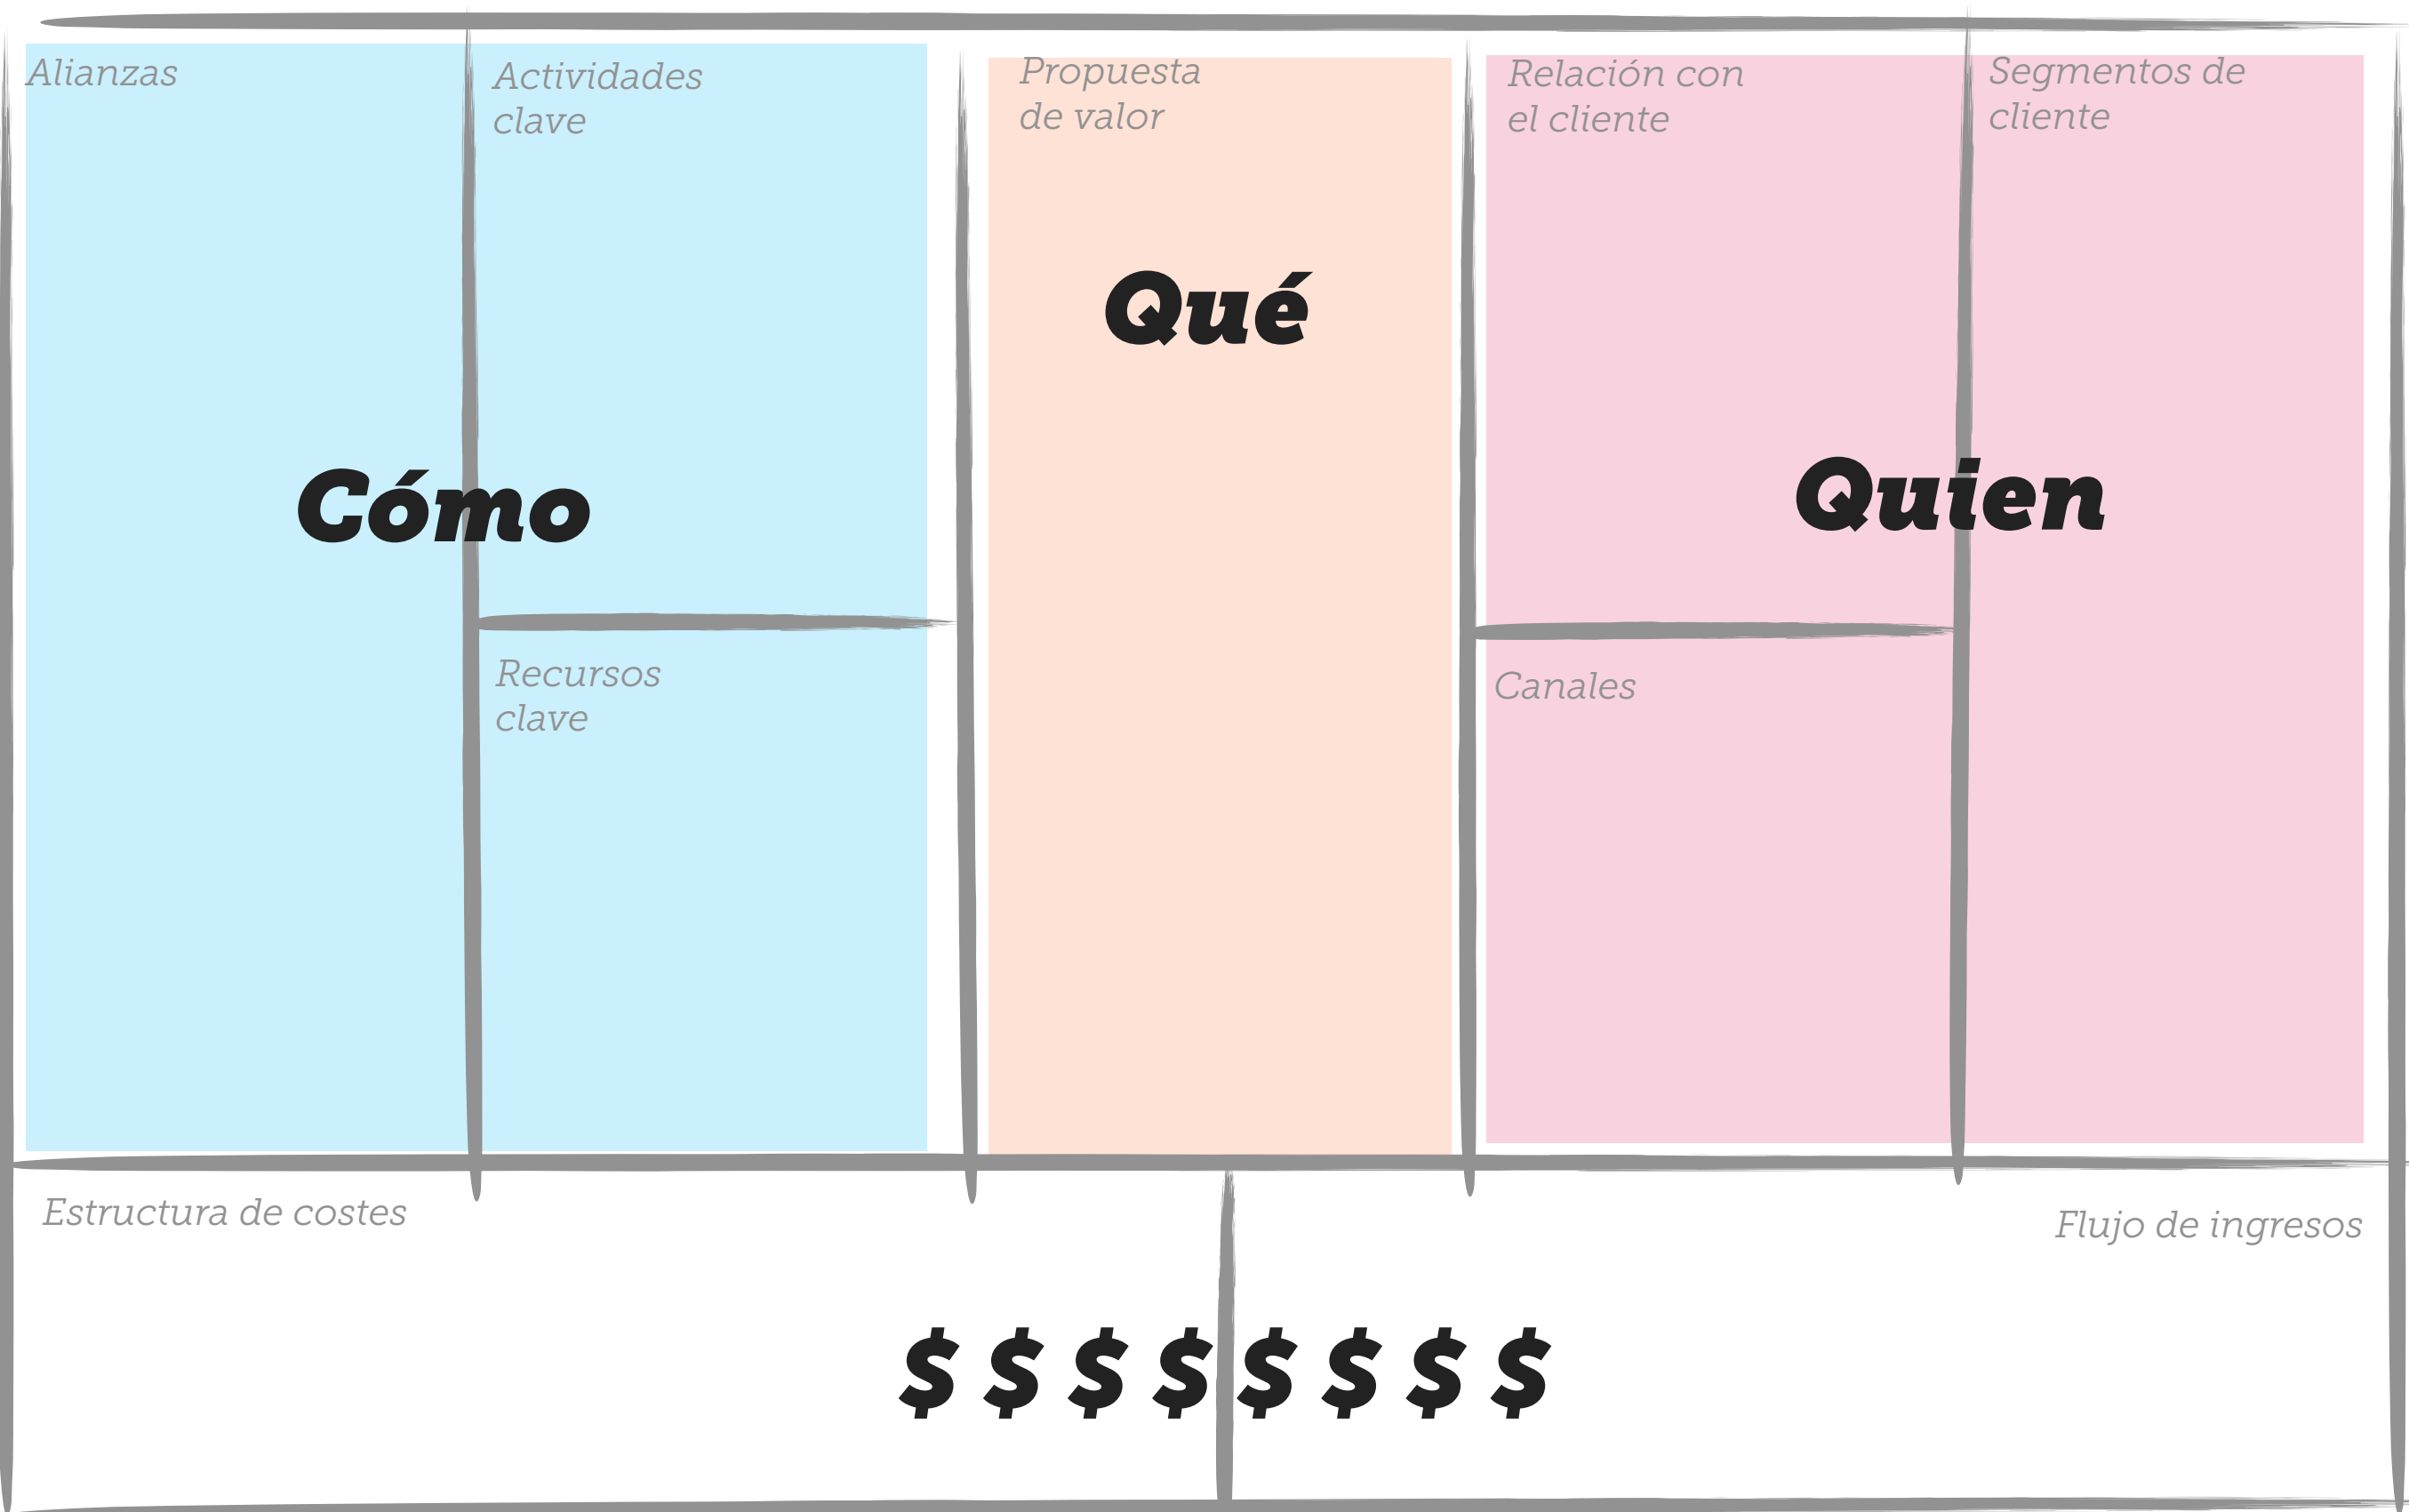 Alianzas
Actividades
clave
Propuesta
de valor
Relación con
el cliente
Segmentos de
cliente
Qué
Cómo
Quien
Recursos
clave
Canales
Estructura de costes
Flujo de ingresos
$ $ $ $ $ $ $ $